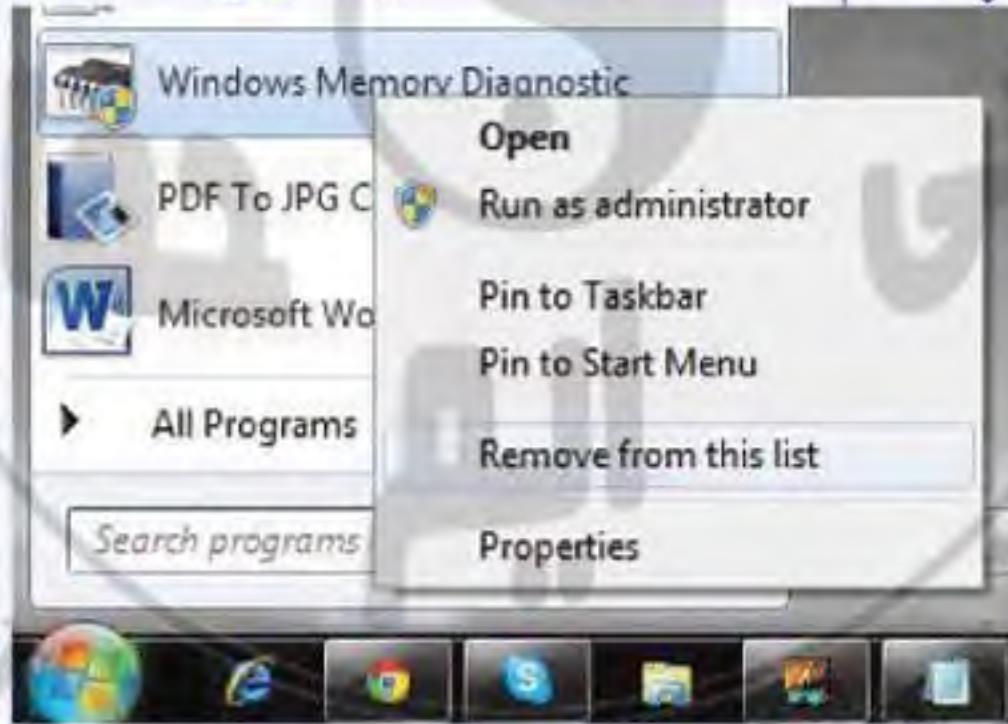 Windows Memory Diagnostic
Open
Run as administrator
PDF To JPG C
Pin to Taskbar
Microsoft Wo
Pin to Start Menu
All Programs
Remove from this list
Search programs
Properties